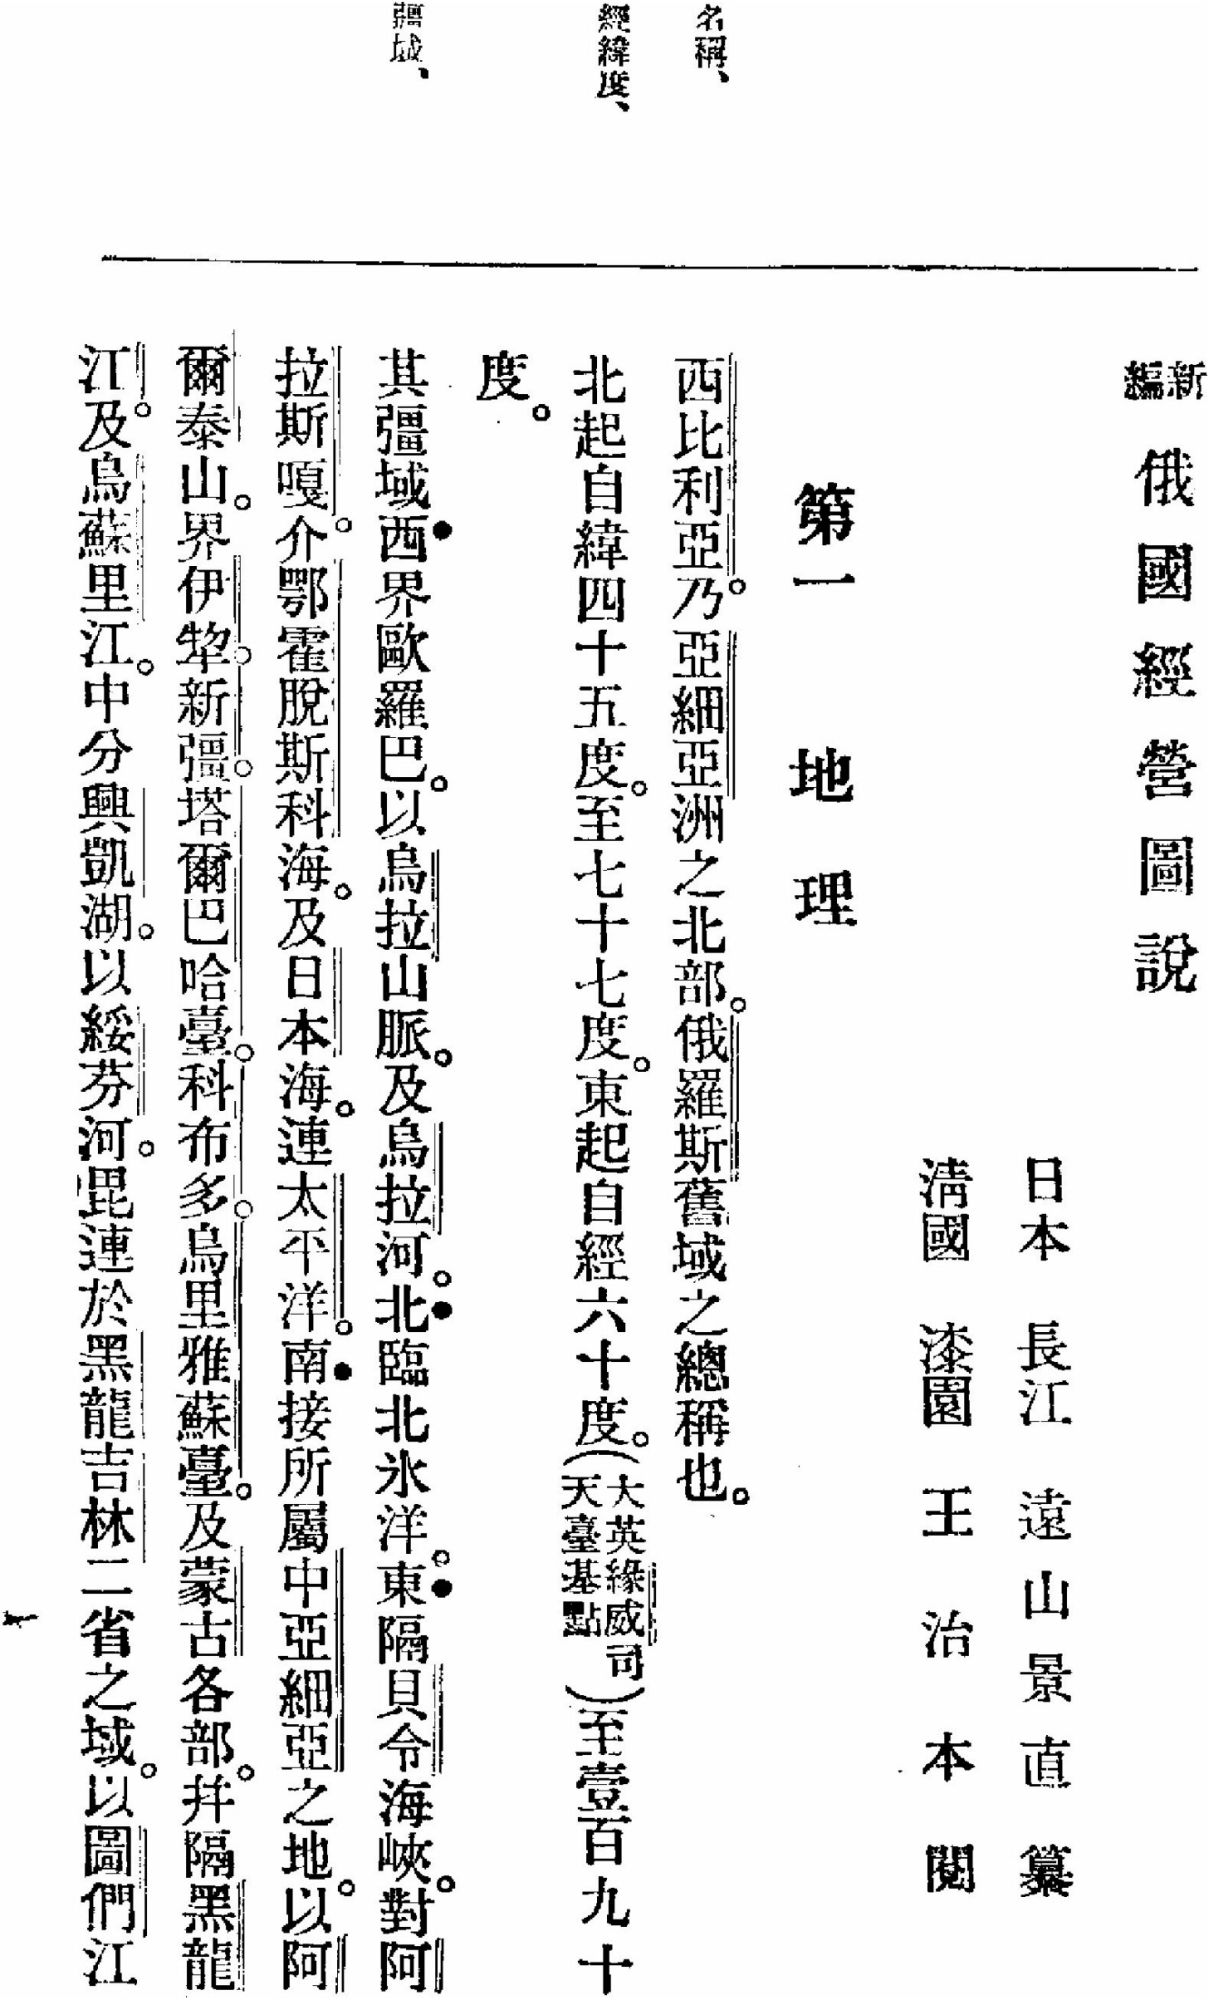 新編 俄國經營圖說
日本 長江 遠山景直 纂
淸國 漆園 王治本 閱
第一 地理
名稱、
西比利亞。乃亞細亞洲之北部。俄羅斯舊域之總稱也。
經緯度、
北起自緯四十五度。至七十七度。東起自經六十度。(大英綠威司天臺基點)至壹百九十
度。
疆域、
其彊域西界歐羅巴。以烏拉山脈。及烏拉河。北臨北氷洋。東隔貝令海峽。對阿
拉斯嘎。介鄂霍脫斯科海。及日本海。連太平洋。南接所屬中亞細亞之地。以阿
爾泰山。界伊犂。新彊。塔爾巴哈臺。科布多。烏里雅蘇臺。及蒙古各部。幷隔黑龍
江。及烏蘇里江。中分興凱湖。以綏芬河。毘連於黑龍吉林二省之域。以圖們江